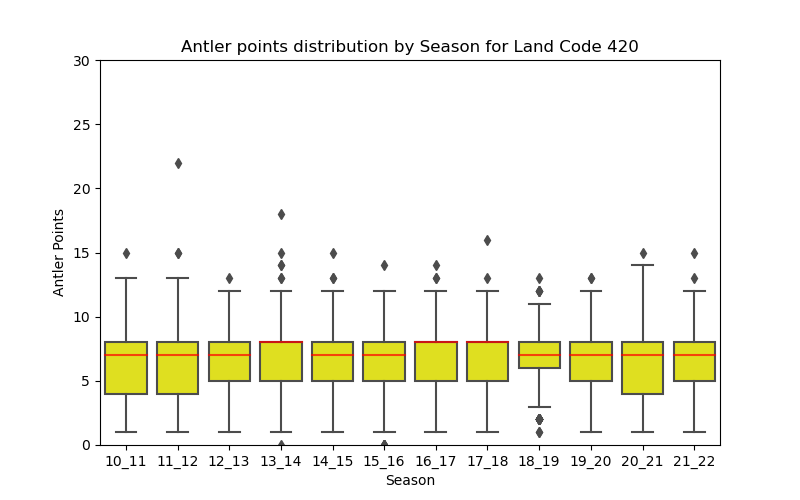 Antler points distribution by Season for Land Code 420
30
25
20
15
10
5
0
Antler Points
10_11 11_12 12_13 13_14 14_15 15_16 16_17 17_18 18_19 19_20 20_21 21_22
Season